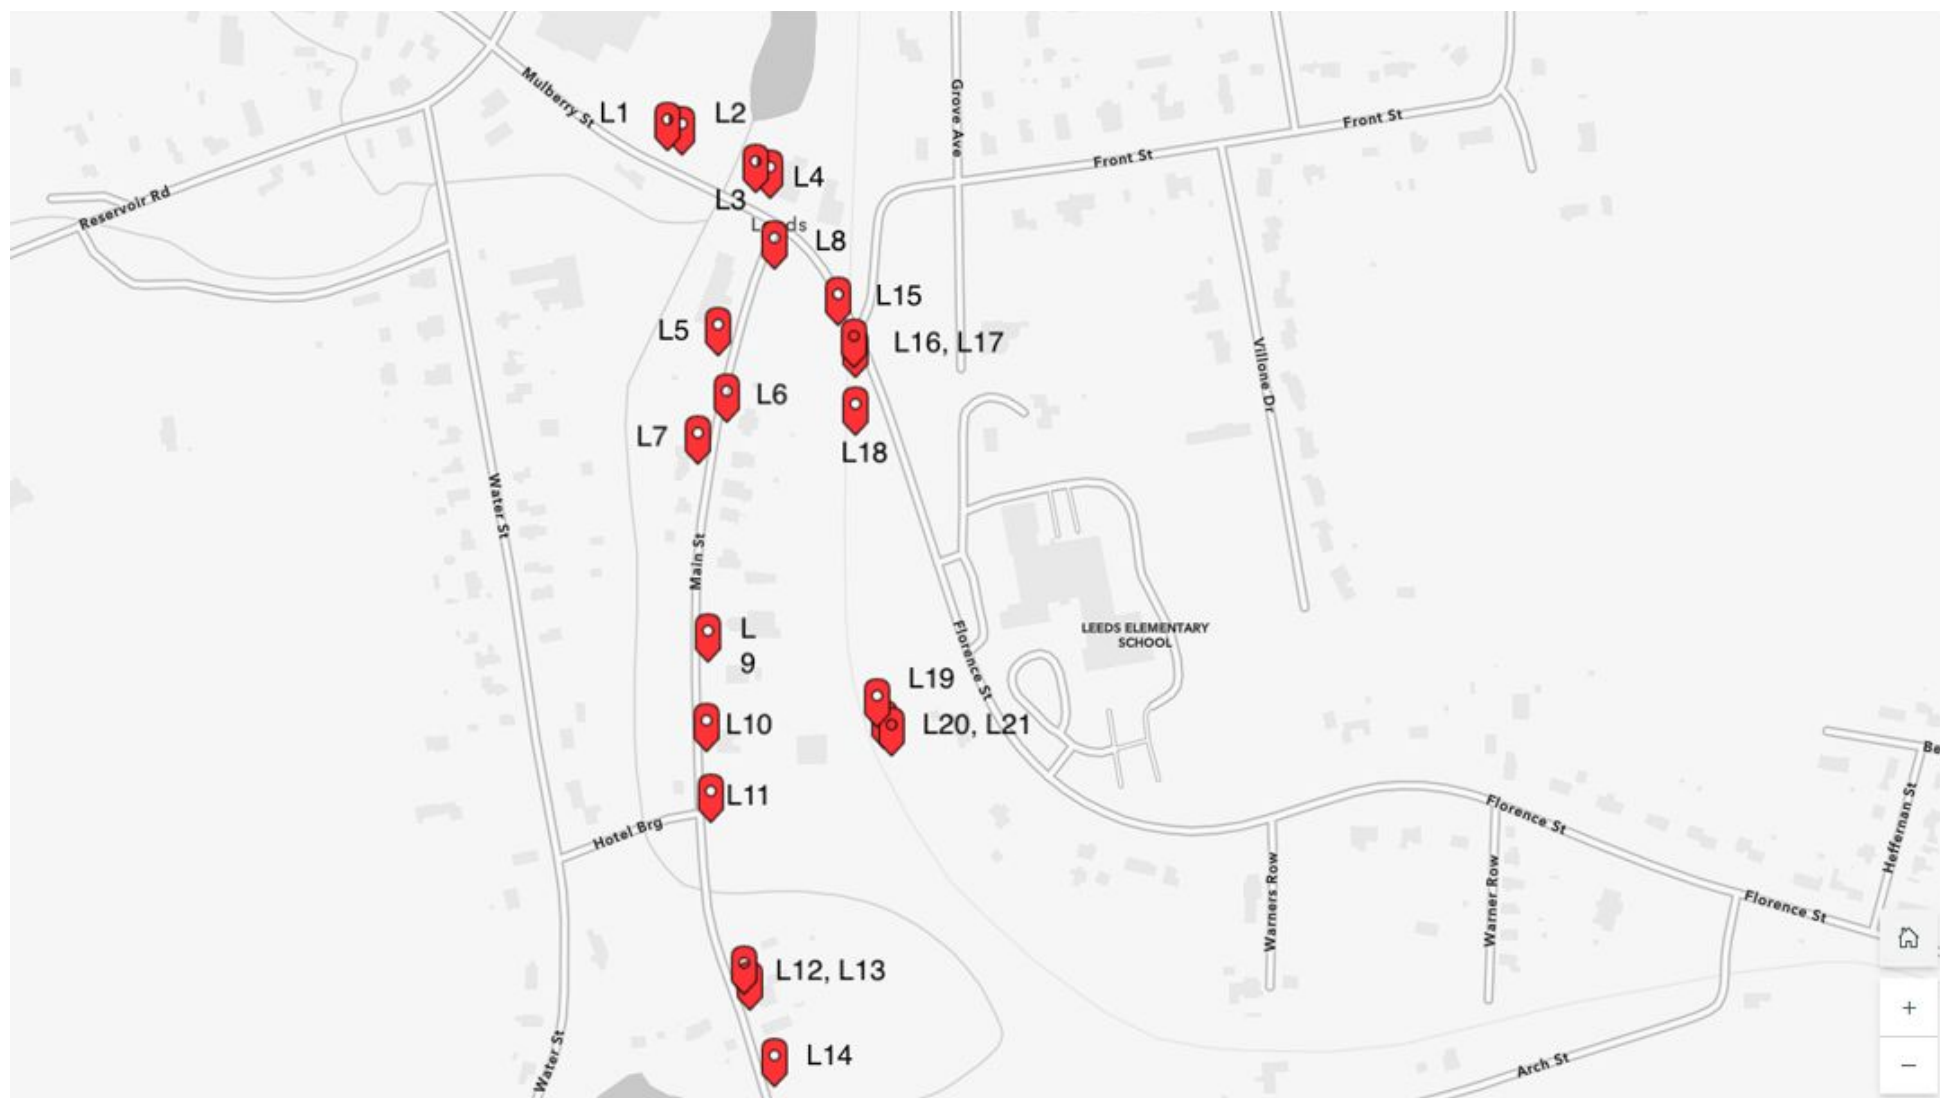 Mulberry St
L1
L2
Grove Ave
Front St
Front St
L3
L4
Reservoir Rd
L8
L15
L5
L16, L17
L6
Villone Dr
L7
L18
Water St
Main St
L
9
Florence St
LEEDS ELEMENTARY
SCHOOL
L19
L10
L20, L21
L11
Hotel Brg
Florence St
Heffernan St
Be
Warners Row
Warner Row
Florence St
L12, L13
L14
Water St
Arch St
+
−